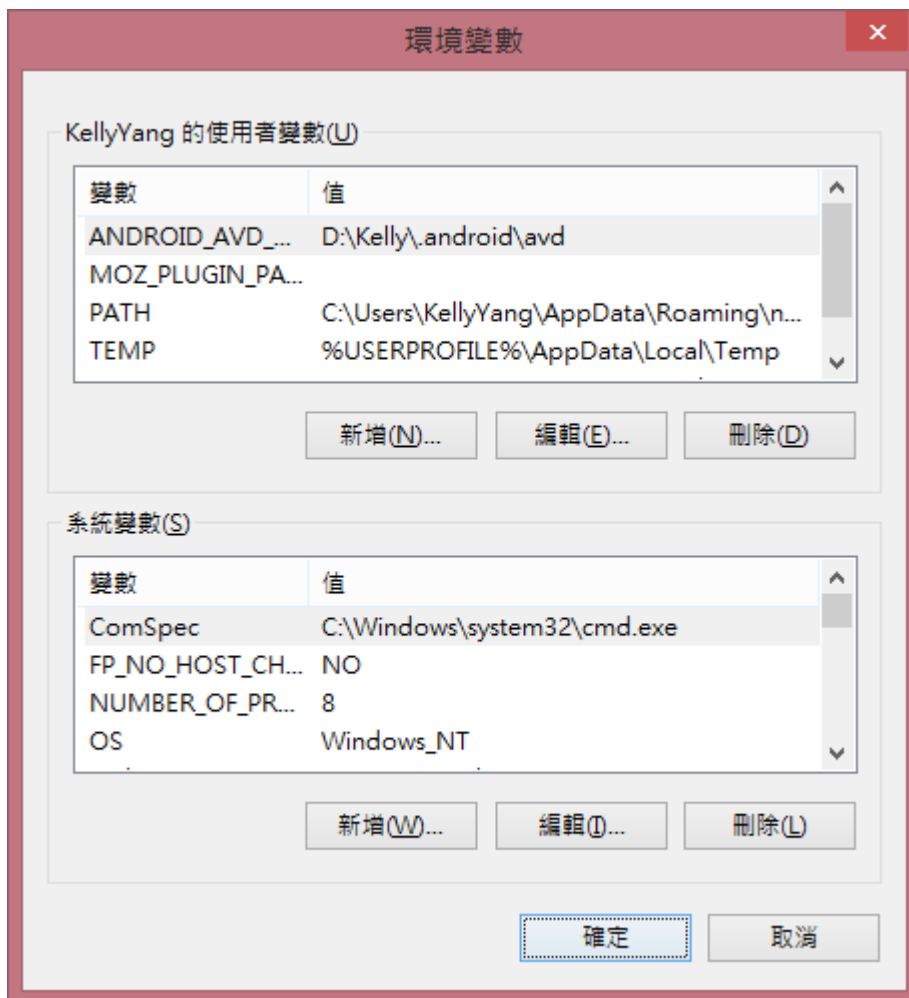 環境變數
KellyYang 的使用者變數(U)
變數 值
ANDROID_AVD_... D:\Kelly\.android\avd
MOZ_PLUGIN_PA...
PATH C:\Users\KellyYang\AppData\Roaming\n...
TEMP %USERPROFILE%\AppData\Local\Temp
新增(N)... 編輯(E)... 刪除(D)
系統變數(S)
變數 值
ComSpec C:\Windows\system32\cmd.exe
FP_NO_HOST_CH... NO
NUMBER_OF_PR... 8
OS Windows_NT
新增(W)... 編輯(I)... 刪除(L)
確定 取消